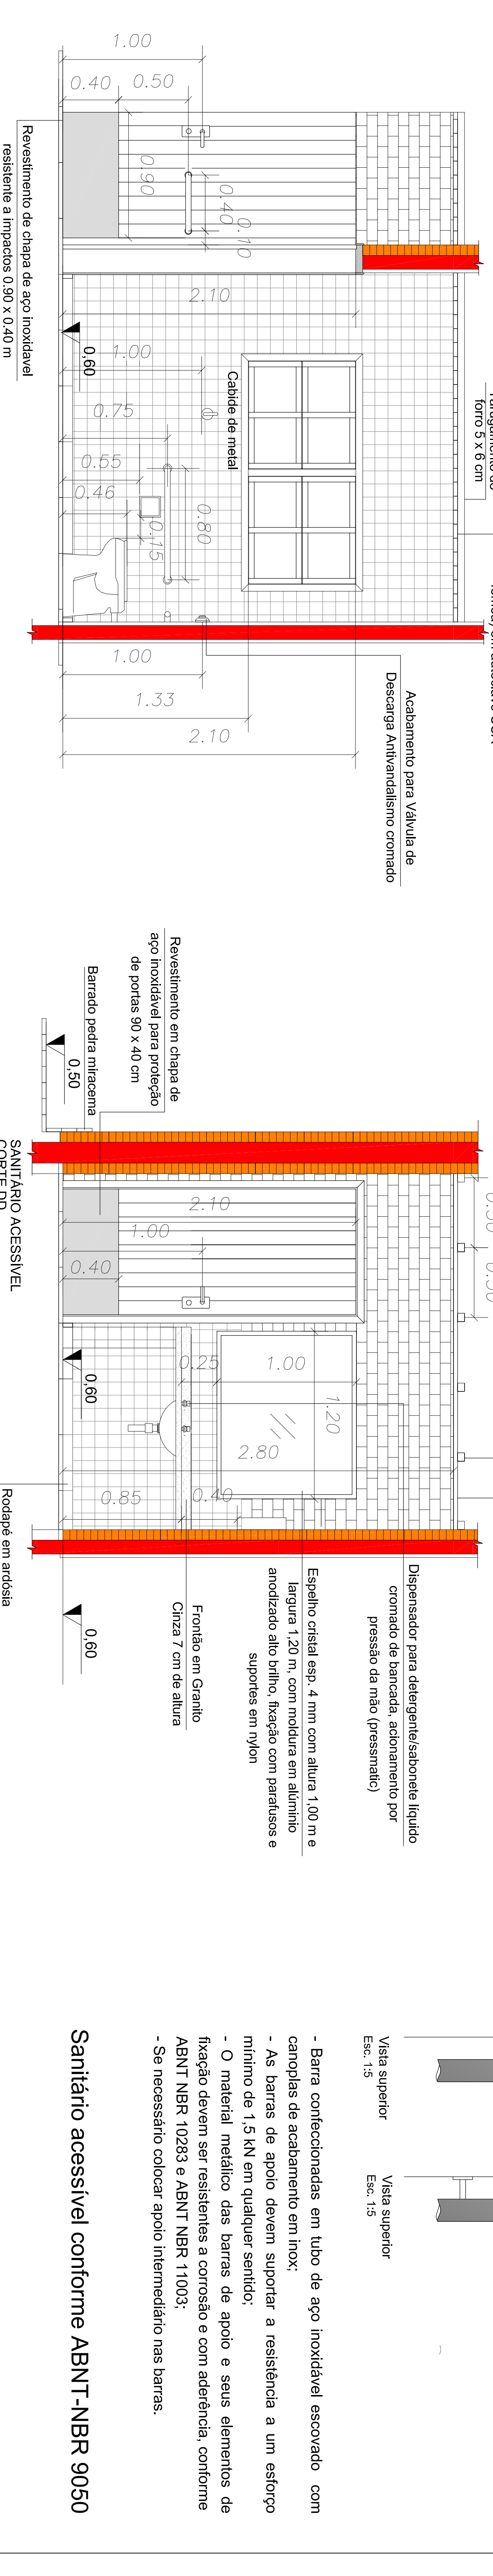 forro 5 x 6 cm
1.00
0.40
0.50
0.90
0.40
0.10
2.10
0,60
1.00
0.75
0.55
0.46
0.15
0.80
Cabide de metal
Revestimento de chapa de aço inoxidavel
resistente a impactos 0.90 x 0.40 m
1.00
1.33
2.10
Acabamento para Válvula de
Descarga Antivandalismo cromado
Revestimento em chapa de
aço inoxidável para proteção
de portas 90 x 40 cm
Barrado pedra miracema
0,50
SANITÁRIO ACESSÍVEL
CORTE DD
2.10
1.00
0.40
0,60
0.25
1.00
1.20
2.80
0.85
0.40
0,60
Rodapé em ardósia
Dispensador para detergente/sabonete líquido
cromado de bancada, acionamento por
pressão da mão (pressmatic)
Espelho cristal esp. 4 mm com altura 1,00 m e
largura 1,20 m, com moldura em alúminio
anodizado alto brilho, fixação com parafusos e
suportes em nylon
Frontão em Granito
Cinza 7 cm de altura
Vista superior
Esc. 1:5
Vista superior
Esc. 1:5
- Barra confeccionadas em tubo de aço inoxidável escovado com
canoplas de acabamento em inox;
- As barras de apoio devem suportar a resistência a um esforço
mínimo de 1,5 kN em qualquer sentido;
- O material metálico das barras de apoio e seus elementos de
fixação devem ser resistentes a corrosão e com aderência, conforme
ABNT NBR 10283 e ABNT NBR 11003;
- Se necessário colocar apoio intermediário nas barras.
Sanitário acessível conforme ABNT-NBR 9050